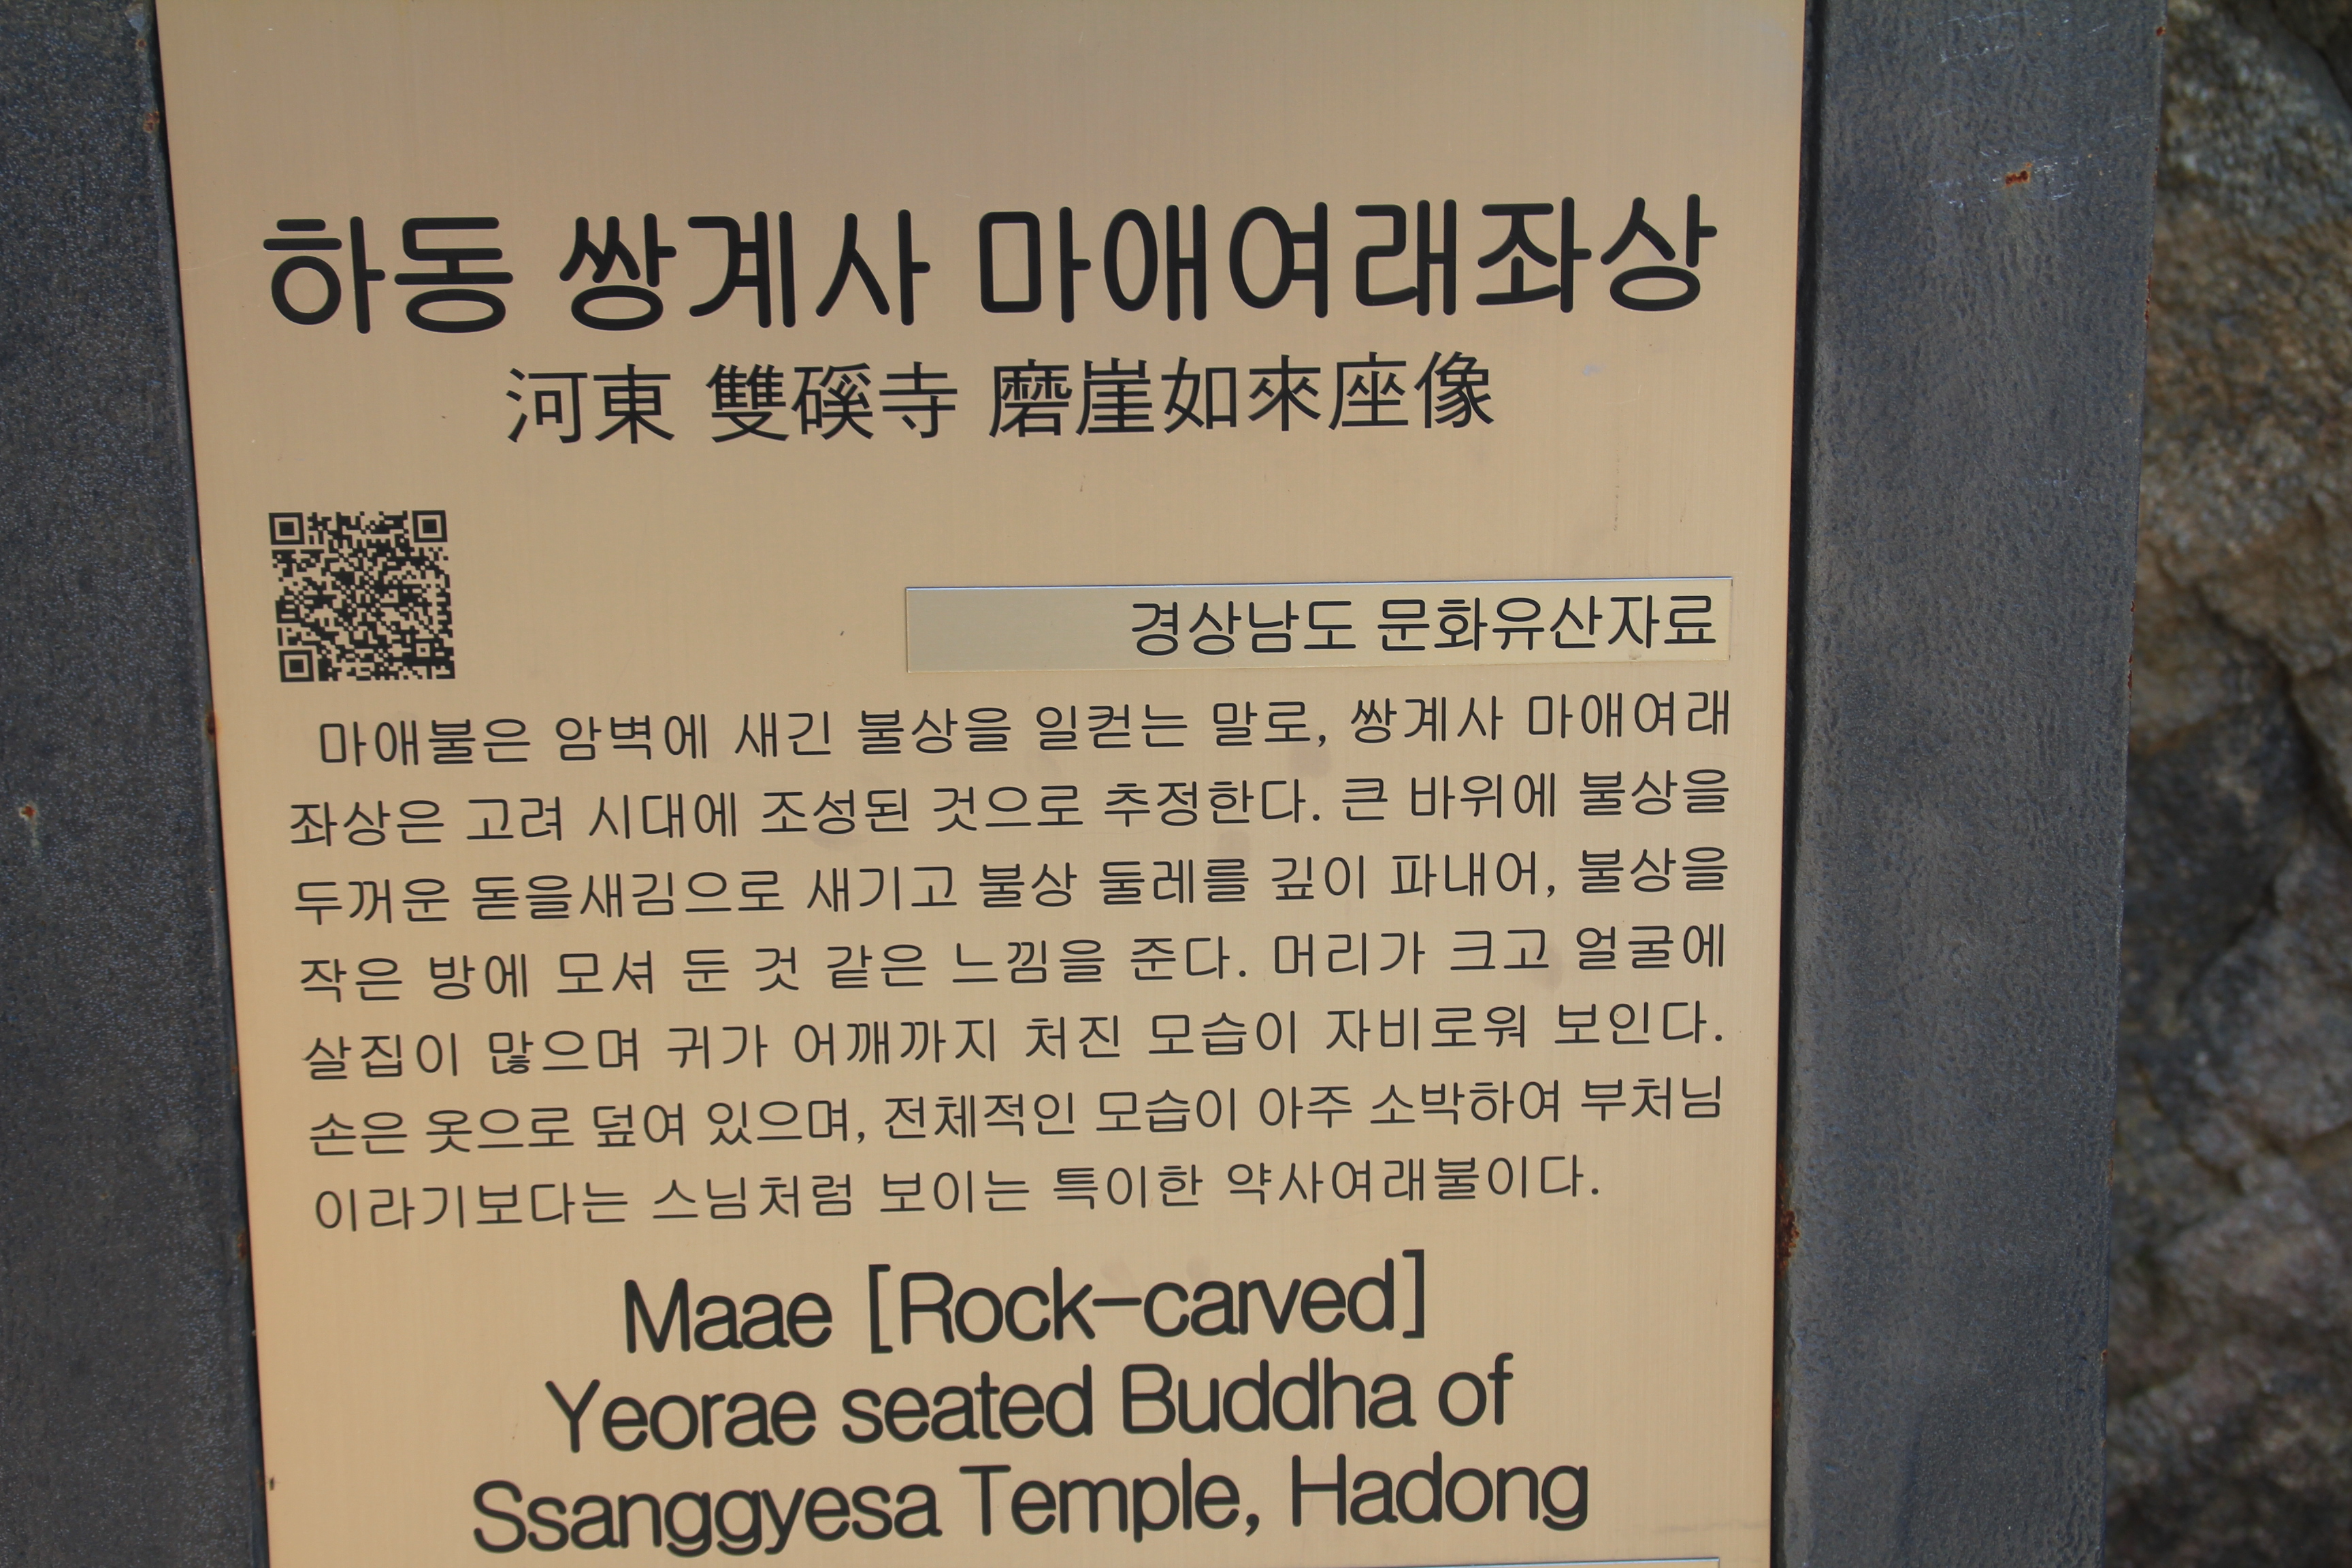 하동 쌍계사 마애여래좌상
河東 雙磎寺 磨崖如來座像
경상남도 문화유산자료
마애불은 암벽에 새긴 불상을 일컫는 말로, 쌍계사 마애여래
좌상은 고려 시대에 조성된 것으로 추정한다. 큰 바위에 불상을
두꺼운 돋을새김으로 새기고 불상 둘레를 깊이 파내어, 불상을
작은 방에 모셔 둔 것 같은 느낌을 준다. 머리가 크고 얼굴에
살집이 많으며 귀가 어깨까지 처진 모습이 자비로워 보인다.
손은 옷으로 덮여 있으며, 전체적인 모습이 아주 소박하여 부처님
이라기보다는 스님처럼 보이는 특이한 약사여래불이다.
Maae [Rock-carved]
Yeorae seated Buddha of
Ssanggyesa Temple, Hadong